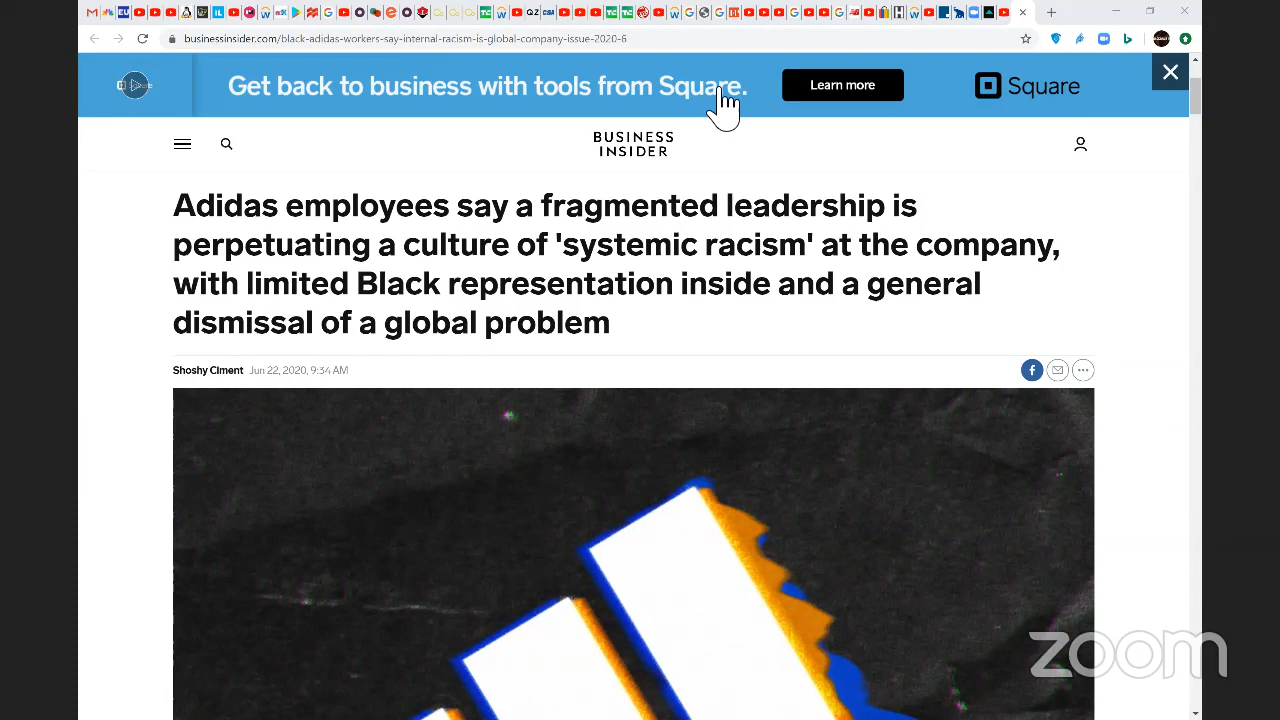 businessinsider.com/black-adidas-workers-say-internal-racism-is-global-company-issue-2020-6
Get back to business with tools from Square.
Learn more
Square
BUSINESS
INSIDER
Adidas employees say a fragmented leadership is
perpetuating a culture of 'systemic racism' at the company,
with limited Black representation inside and a general
dismissal of a global problem
Shoshy Ciment Jun 22, 2020, 9:34 AM
zoom